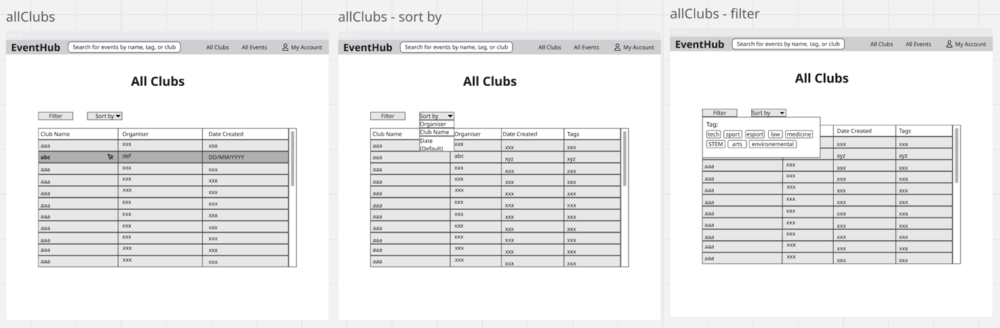 allClubs
EventHub Search for events by name, tag, or club All Clubs All Events My Account
All Clubs
Filter Sort by
Club Name Organiser Date Created
aaa xxx xxx
abc def DD/MM/YYYY
aaa xxx xxx
aaa xxx xxx
aaa xxx xxx
aaa xxx xxx
aaa xxx xxx
aaa xxx xxx
aaa xxx xxx
aaa xxx xxx
aaa xxx xxx
allClubs - sort by
EventHub Search for events by name, tag, or club All Clubs All Events My Account
All Clubs
Filter Sort by
Organiser
Club Name
Date
(Default)
Club Name Organiser Date Created Tags
aaa xxx xxx xxx
aaa abc xyz xyz
aaa xxx xxx xxx
aaa xxx xxx xxx
aaa xxx xxx xxx
aaa xxx xxx xxx
aaa xxx xxx xxx
aaa xxx xxx xxx
aaa xxx xxx xxx
aaa xxx xxx xxx
aaa xxx xxx xxx
allClubs - filter
EventHub Search for events by name, tag, or club All Clubs All Events My Account
All Clubs
Filter Sort by
Tag:
tech sport esport law medicine
STEM arts environemental
Date Created Tags
xxx xxx
xyz xyz
aaa xxx xxx xxx
aaa xxx xxx xxx
aaa xxx xxx xxx
aaa xxx xxx xxx
aaa xxx xxx xxx
aaa xxx xxx xxx
aaa xxx xxx xxx
aaa xxx xxx xxx
aaa xxx xxx xxx